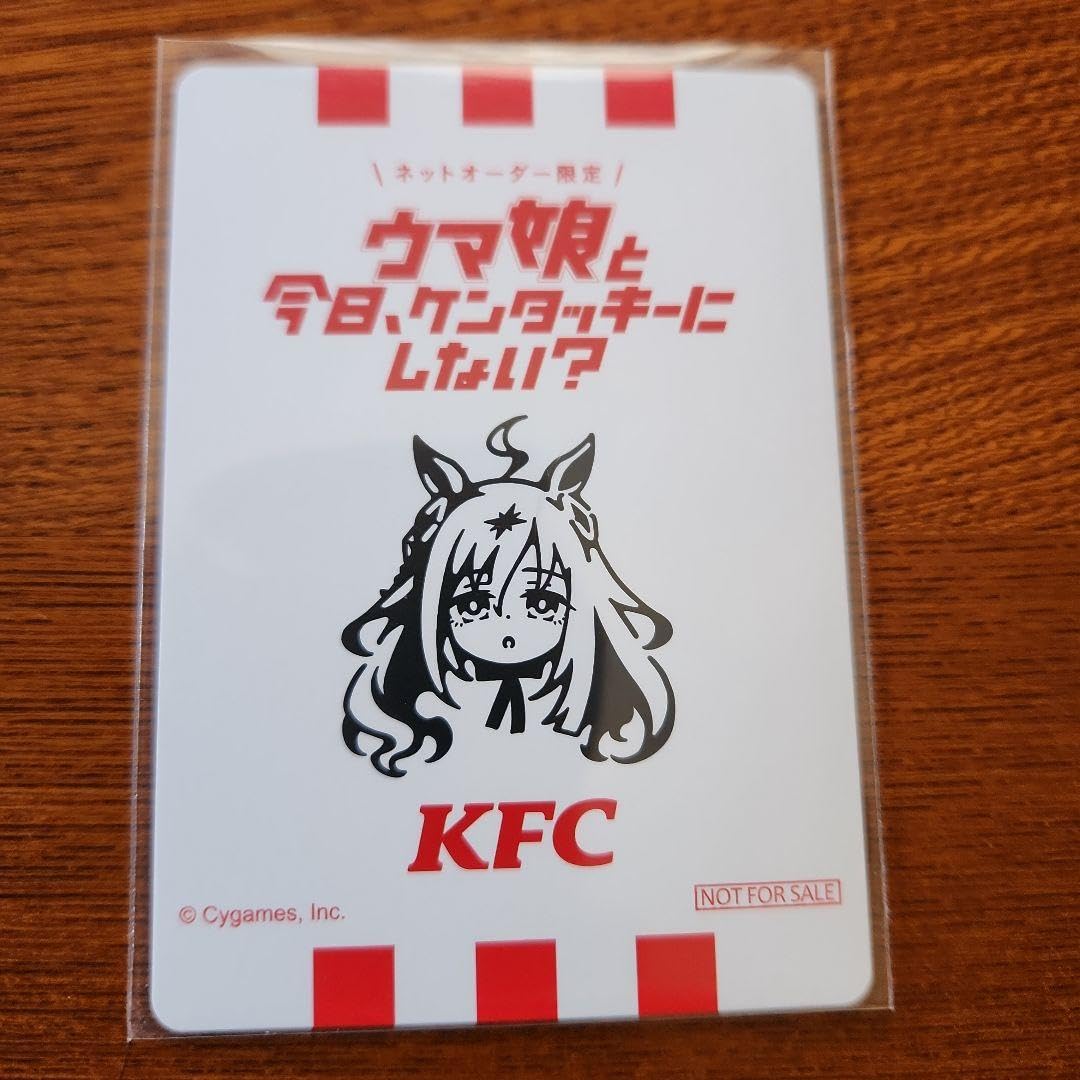 \ ネットオーダー限定 /
ウマ娘と
今日、ケンタッキーに
しない?
KFC
NOT FOR SALE
© Cygames, Inc.